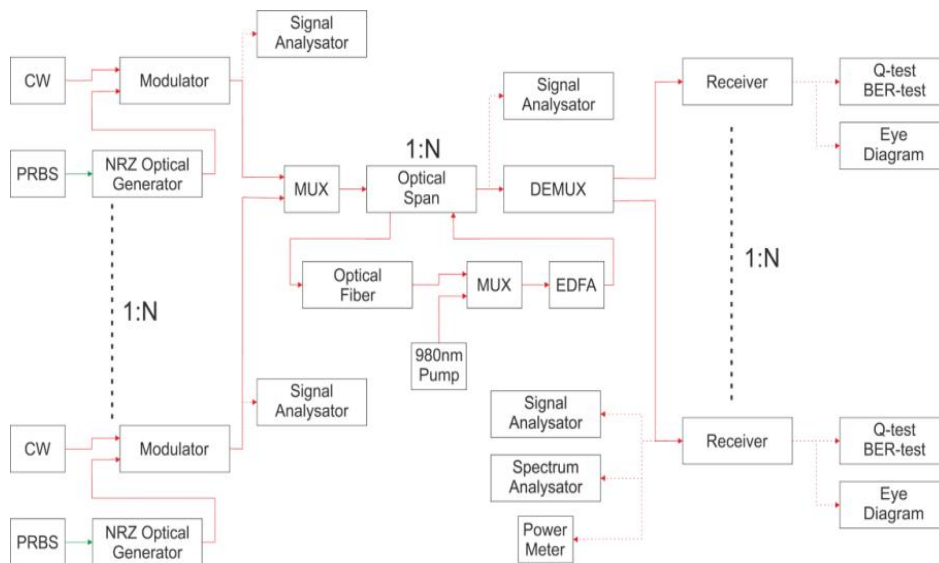 Signal
Analysator
CW
Modulator
Signal
Analysator
Receiver
Q-test
BER-test
PRBS
NRZ Optical
Generator
1:N
MUX
Optical
Span
DEMUX
Eye
Diagram
1:N
Optical
Fiber
MUX
EDFA
1:N
980nm
Pump
Signal
Analysator
CW
Modulator
Signal
Analysator
Receiver
Q-test
BER-test
Spectrum
Analysator
Eye
Diagram
PRBS
NRZ Optical
Generator
Power
Meter